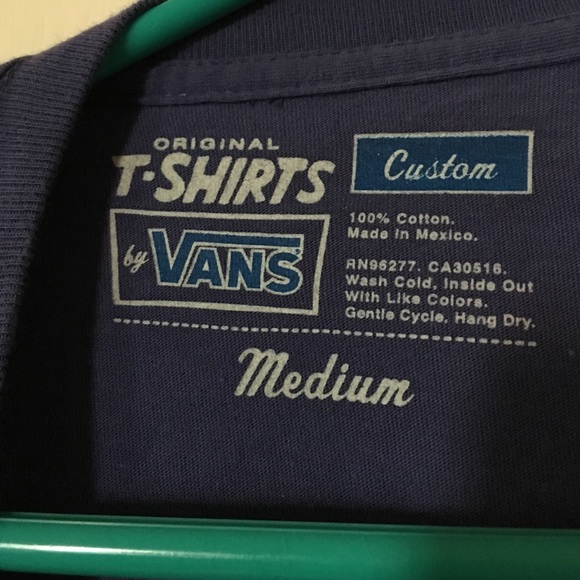 ORIGINAL
T-SHIRTS
by VANS
Custom
100% Cotton.
Made In Mexico.
RN96277. CA30516.
Wash Cold, Inside Out
With Like Colors.
Gentle Cycle. Hang Dry.
Medium